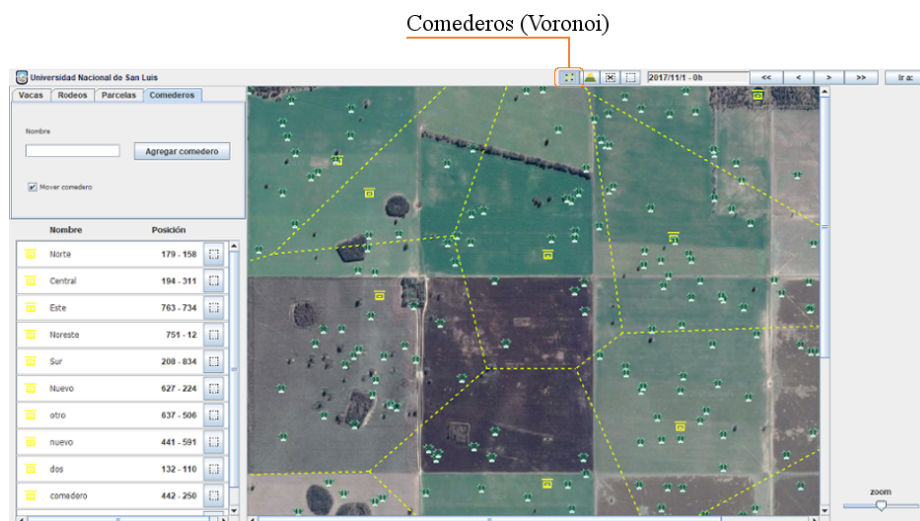 Comederos (Voronoi)
Universidad Nacional de San Luis
2017/11/1 - 0h
<<
<
>
>>
Ir a:
Vacas Rodeos Parcelas Comederos
Nombre
Agregar comedero
Mover comedero
Nombre Posición
Norte 179 - 158
Central 194 - 311
Este 763 - 734
Noreste 751 - 12
Sur 208 - 834
Nuevo 627 - 224
otro 637 - 506
nuevo 441 - 591
dos 132 - 110
comedero 442 - 250
zoom